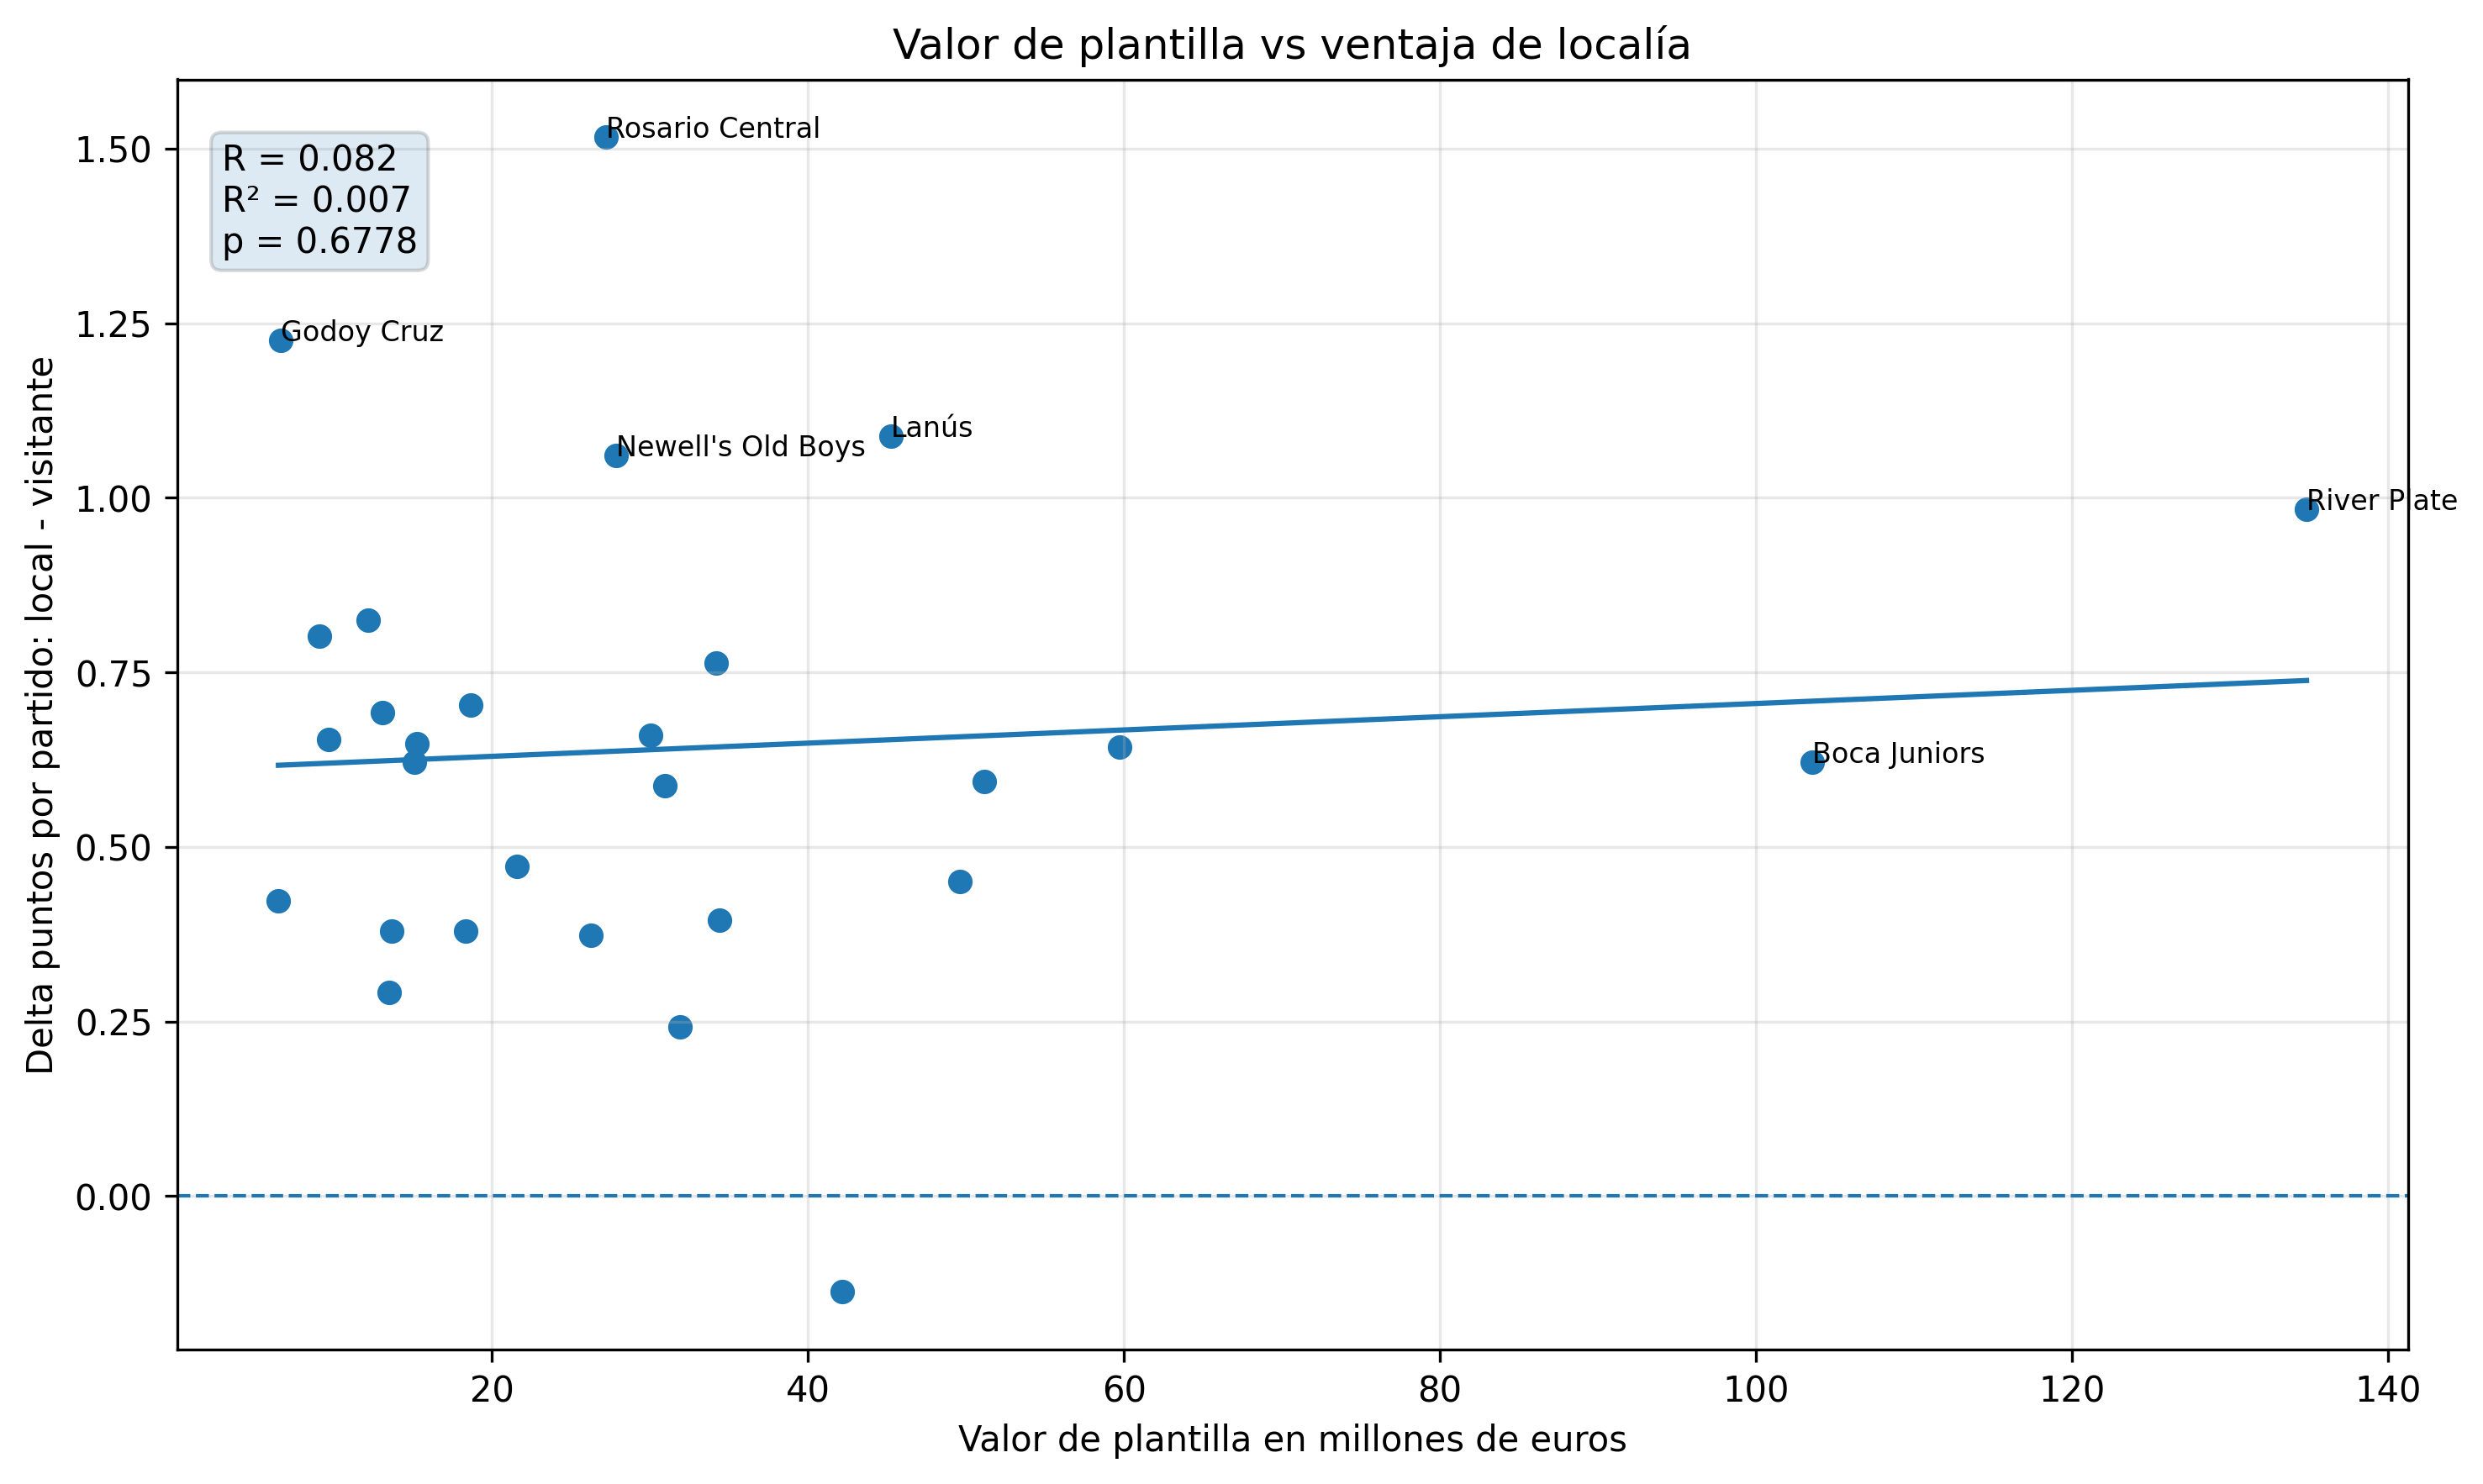 Valor de plantilla vs ventaja de localía
R = 0.082
R² = 0.007
p = 0.6778
Rosario Central
Godoy Cruz
Lanús
Newell's Old Boys
River Plate
Boca Juniors
Delta puntos por partido: local - visitante
1.50
1.25
1.00
0.75
0.50
0.25
0.00
20
40
60
80
100
120
140
Valor de plantilla en millones de euros